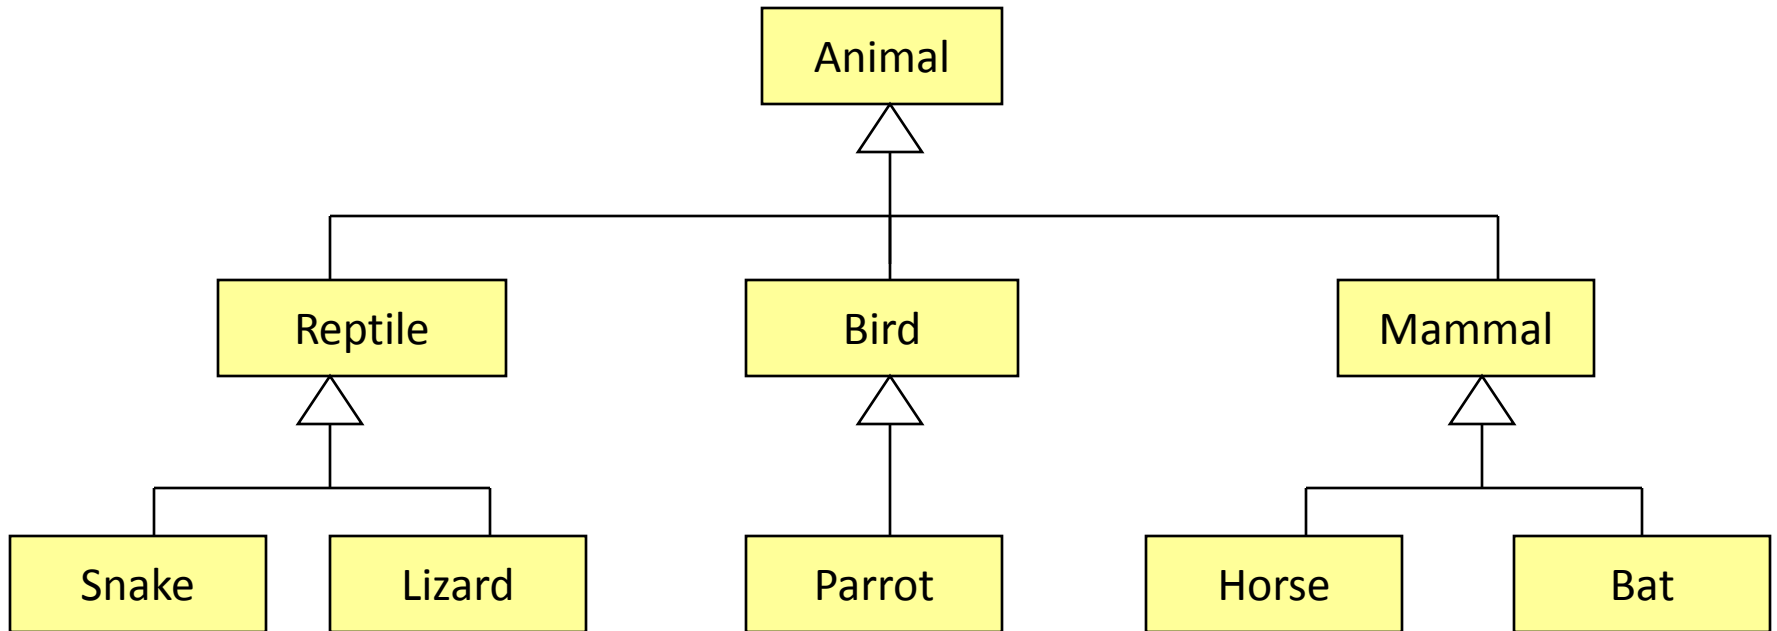 Animal
Reptile
Bird
Mammal
Snake
Lizard
Parrot
Horse
Bat